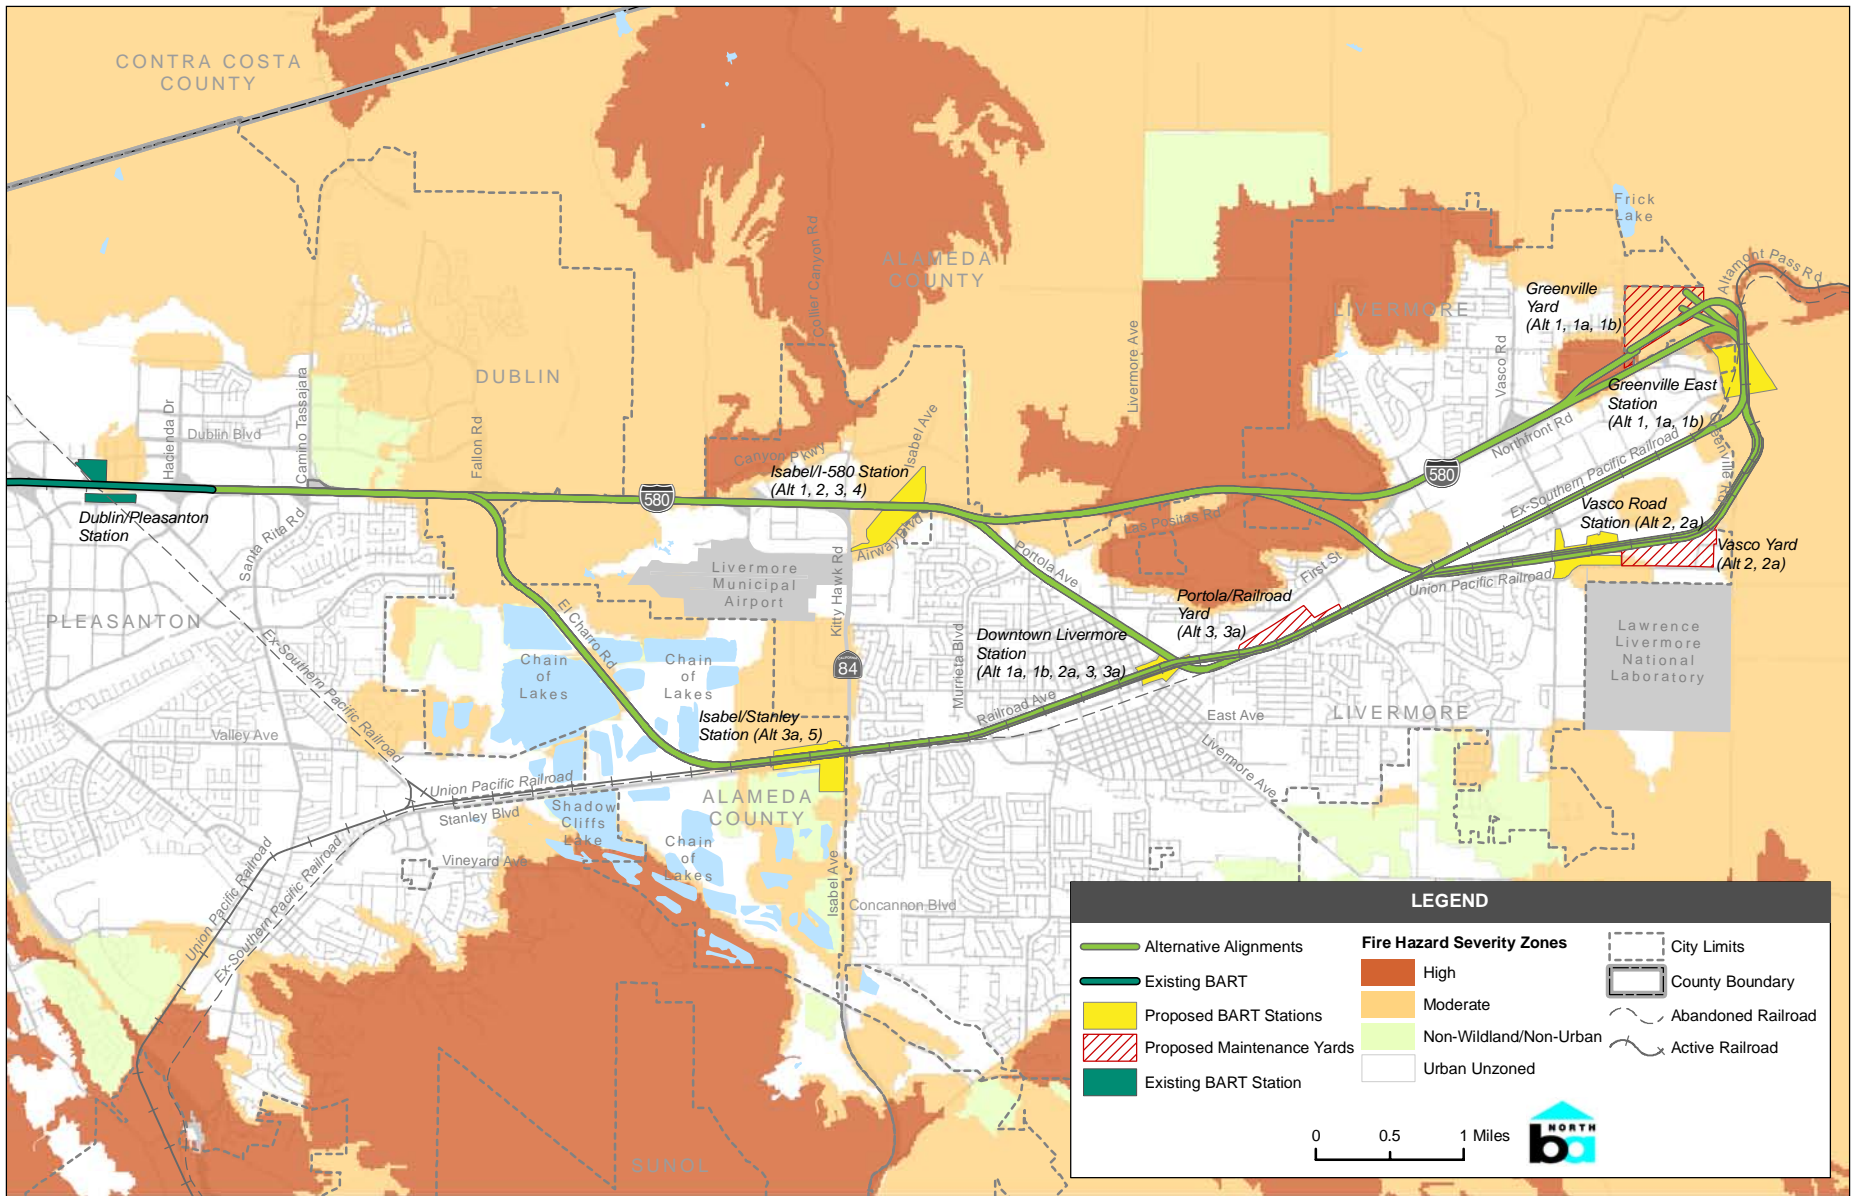 CONTRA COSTA
COUNTY
Frick
Lake
ALAMEDA
COUNTY
Collier Canyon Rd
Altamont Pass Rd
Greenville
Yard
(Alt 1, 1a, 1b)
LIVERMORE
Livermore Ave
Vasco Rd
DUBLIN
Greenville East
Station
(Alt 1, 1a, 1b)
Hacienda Dr
Dublin Blvd
Camino Tassajara
Fallon Rd
Canyon Pkwy
Isabel Ave
Isabel/I-580 Station
(Alt 1, 2, 3, 4)
Northfront Rd
Ex-Southern Pacific Railroad
Greenville Rd
580
580
Dublin/Pleasanton
Station
Santa Rita Rd
Las Positas Rd
Airway Blvd
Vasco Road
Station (Alt 2, 2a)
Vasco Yard
(Alt 2, 2a)
Livermore
Municipal
Airport
Kitty Hawk Rd
Portola Ave
First St
Union Pacific Railroad
Portola/Railroad
Yard
(Alt 3, 3a)
PLEASANTON
El Charro Rd
Ex-Southern Pacific Railroad
Chain
of
Lakes
Chain
of
Lakes
84
Murrieta Blvd
Downtown Livermore
Station
(Alt 1a, 1b, 2a, 3, 3a)
Lawrence
Livermore
National
Laboratory
Isabel/Stanley
Station (Alt 3a, 5)
Railroad Ave
East Ave
LIVERMORE
Valley Ave
Livermore Ave
Union Pacific Railroad
Stanley Blvd
ALAMEDA
COUNTY
Shadow
Cliffs
Lake
Chain
of
Lakes
Vineyard Ave
Union Pacific Railroad
Ex-Southern Pacific Railroad
Isabel Ave
Concannon Blvd
SUNOL
LEGEND
Alternative Alignments
Existing BART
Proposed BART Stations
Proposed Maintenance Yards
Existing BART Station
Fire Hazard Severity Zones
High
Moderate
Non-Wildland/Non-Urban
Urban Unzoned
City Limits
County Boundary
Abandoned Railroad
Active Railroad
0 0.5 1 Miles
NORTH
ba